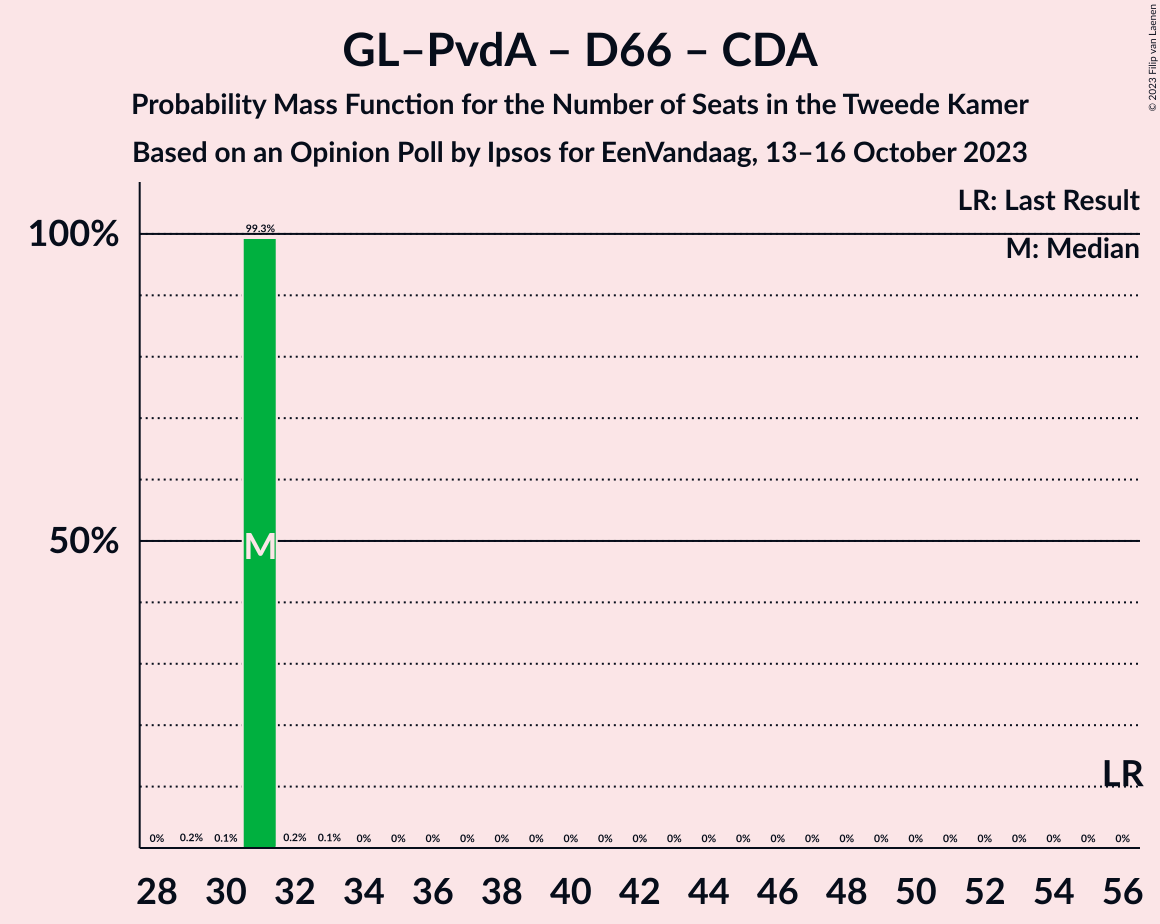 GL–PvdA – D66 – CDA
Probability Mass Function for the Number of Seats in the Tweede Kamer
Based on an Opinion Poll by Ipsos for EenVandaag, 13–16 October 2023
© 2023 Filip van Laenen
LR: Last Result
M: Median
100%
50%
99.3%
M
LR
0% 0.2% 0.1% 0.2% 0.1% 0% 0% 0% 0% 0% 0% 0% 0% 0% 0% 0% 0% 0% 0% 0% 0% 0% 0% 0% 0% 0% 0% 0%
28 30 32 34 36 38 40 42 44 46 48 50 52 54 56